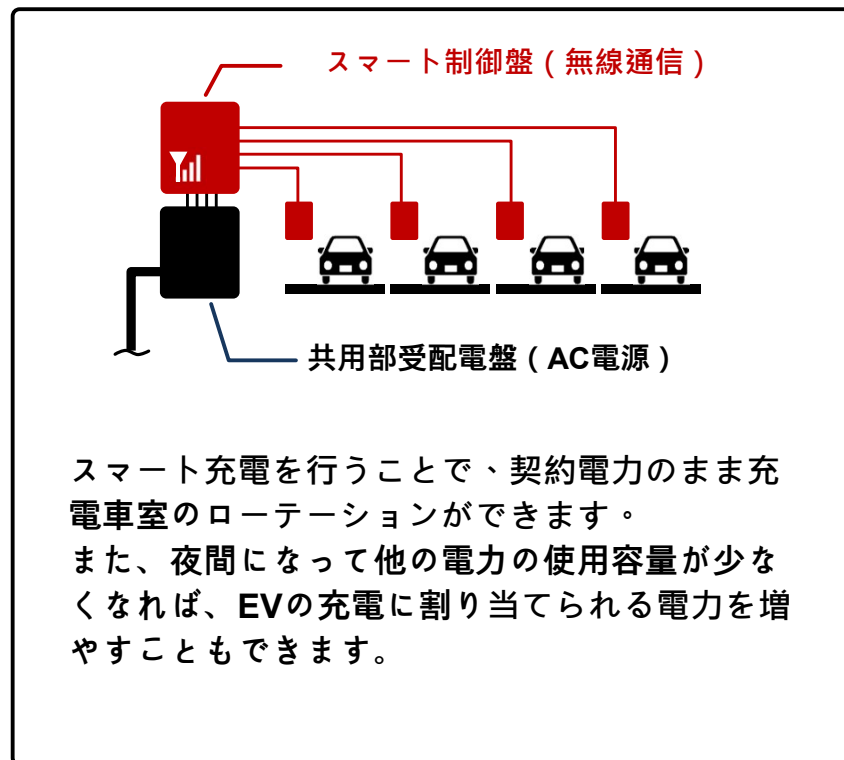 スマート制御盤(無線通信)
共用部受配電盤(AC電源)
スマート充電を行うことで、契約電力のまま充
電車室のローテーションができます。
また、夜間になって他の電力の使用容量が少な
くなれば、EVの充電に割り当てられる電力を増
やすこともできます。